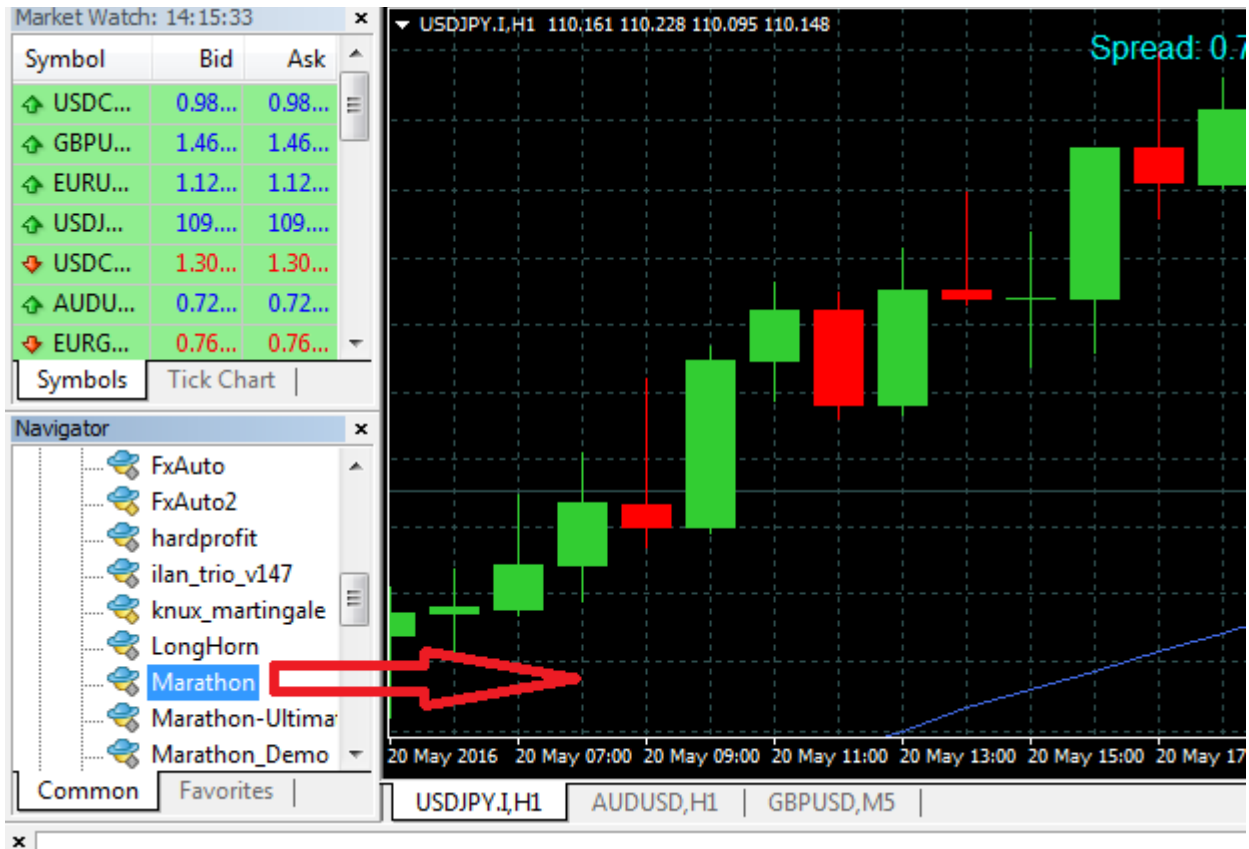 Market Watch: 14:15:33
Symbol Bid Ask
USDC... 0.98... 0.98...
GBPU... 1.46... 1.46...
EURU... 1.12... 1.12...
USDJ... 109.... 109....
USDC... 1.30... 1.30...
AUDU... 0.72... 0.72...
EURG... 0.76... 0.76...
Symbols Tick Chart
Navigator
FxAuto
FxAuto2
hardprofit
ilan_trio_v147
knux_martingale
LongHorn
Marathon
Marathon-Ultima
Marathon_Demo
Common Favorites
USDJPY.I,H1 110.161 110.228 110.095 110.148
Spread: 0.7
20 May 2016 20 May 07:00 20 May 09:00 20 May 11:00 20 May 13:00 20 May 15:00 20 May 17
USDJPY.I,H1 AUDUSD,H1 GBPUSD,M5